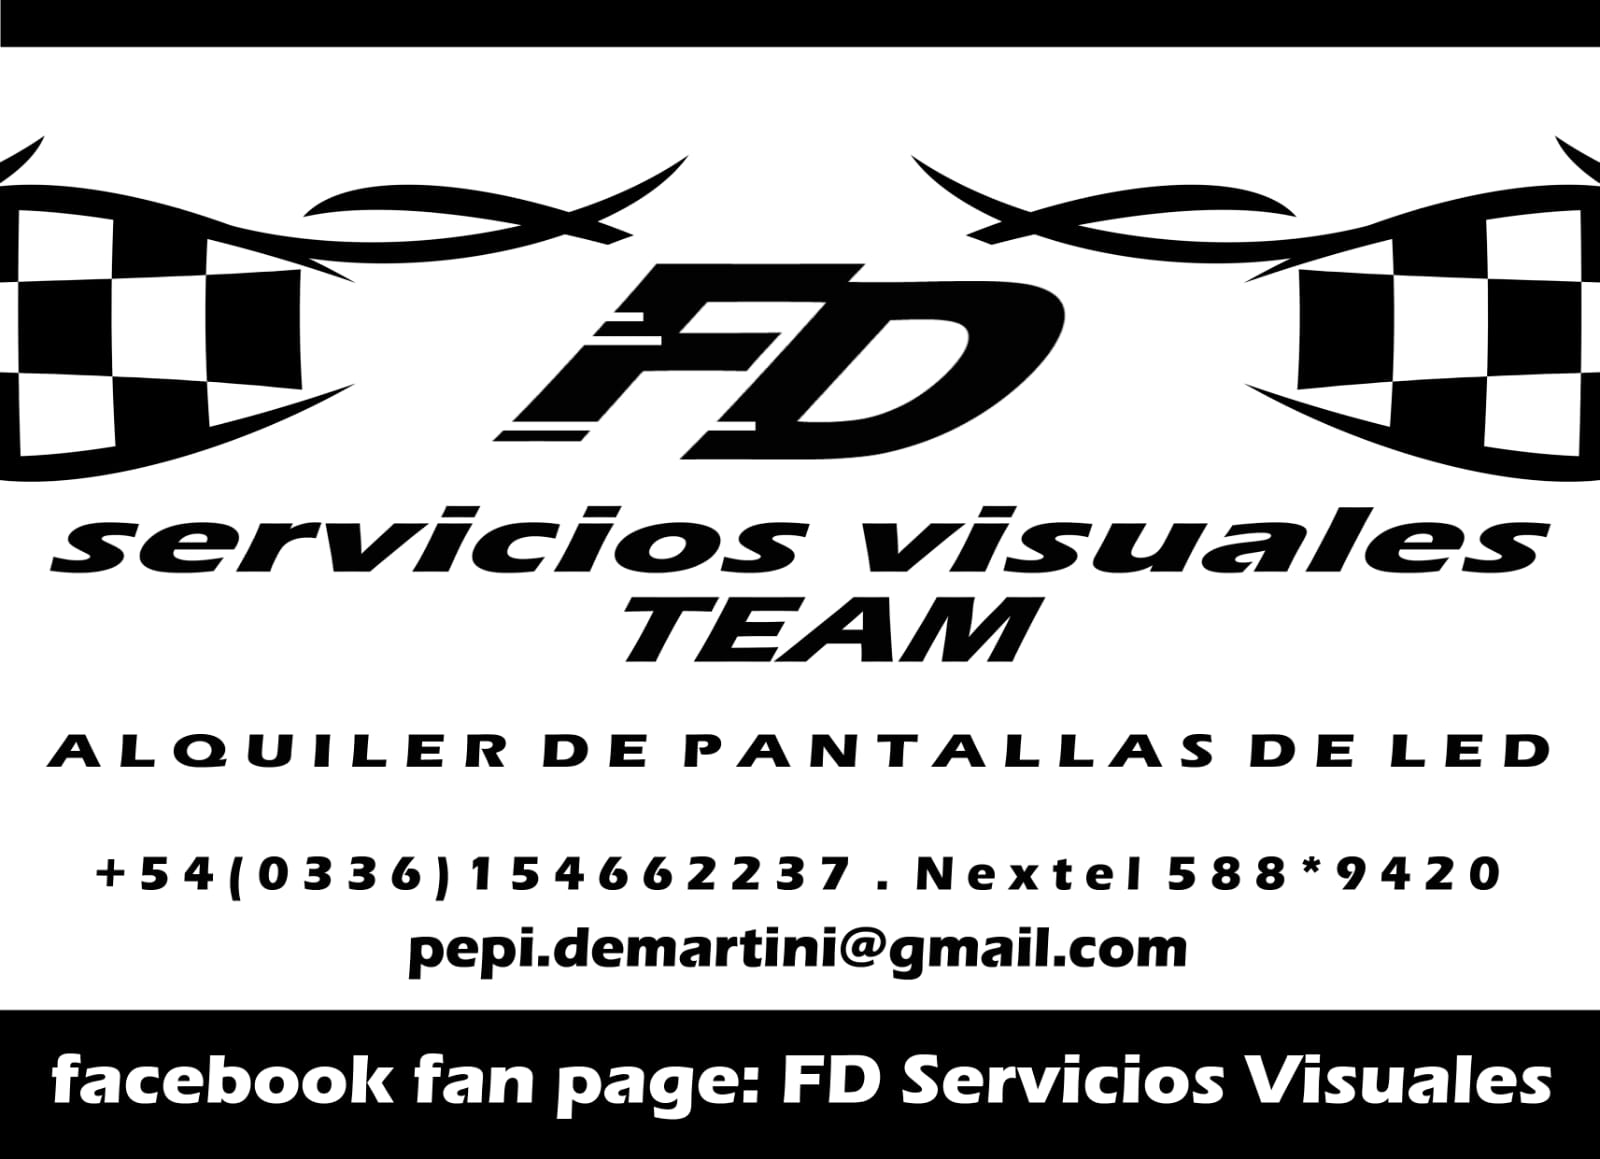 FD
servicios visuales
TEAM
ALQUILER DE PANTALLAS DE LED
+54(0336)154662237. Nextel 588*9420
pepi.demartini@gmail.com
facebook fan page: FD Servicios Visuales